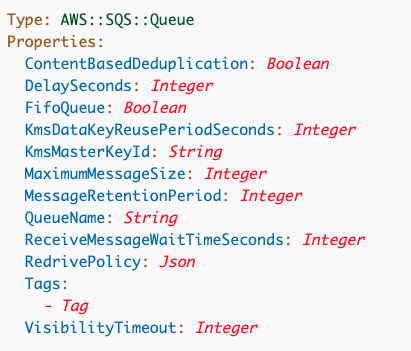 Type: AWS::SQS::Queue
Properties:
  ContentBasedDeduplication: Boolean
  DelaySeconds: Integer
  FifoQueue: Boolean
  KmsDataKeyReusePeriodSeconds: Integer
  KmsMasterKeyId: String
  MaximumMessageSize: Integer
  MessageRetentionPeriod: Integer
  QueueName: String
  ReceiveMessageWaitTimeSeconds: Integer
  RedrivePolicy: Json
  Tags:
    - Tag
  VisibilityTimeout: Integer